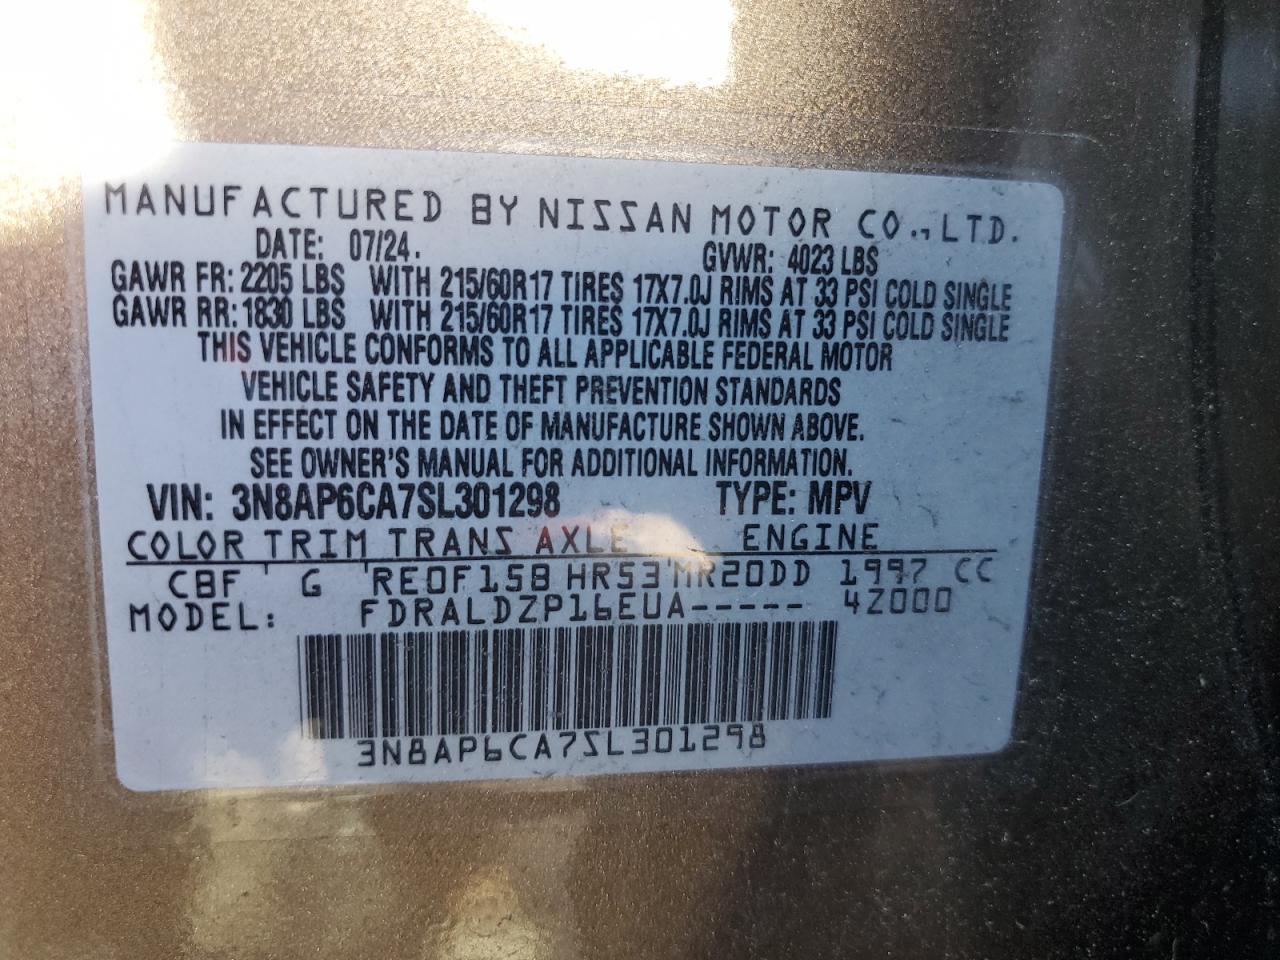 MANUFACTURED BY NISSAN MOTOR CO., LTD.
DATE: 07/24. GVWR: 4023 LBS
GAWR FR: 2205 LBS WITH 215/60R17 TIRES 17X7.0J RIMS AT 33 PSI COLD SINGLE
GAWR RR: 1830 LBS WITH 215/60R17 TIRES 17X7.0J RIMS AT 33 PSI COLD SINGLE
THIS VEHICLE CONFORMS TO ALL APPLICABLE FEDERAL MOTOR
VEHICLE SAFETY AND THEFT PREVENTION STANDARDS
IN EFFECT ON THE DATE OF MANUFACTURE SHOWN ABOVE.
SEE OWNER'S MANUAL FOR ADDITIONAL INFORMATION.
VIN: 3N8AP6CA7SL301298 TYPE: MPV
COLOR TRIM TRANS AXLE ENGINE
CBF G RE0F15B HR53 MR20DD 1997 CC
MODEL: FDRALDZP16EUA----- 42000
3N8AP6CA7SL301298